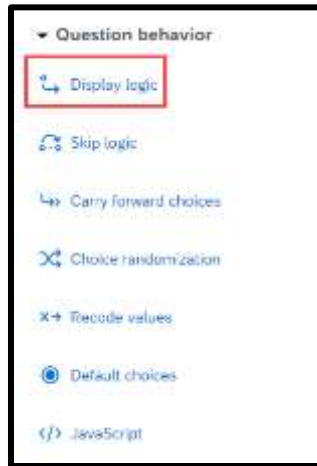 Question behavior
Display logic
Skip logic
Carry forward choices
Choice randomization
Recode values
Default choices
</> JavaScript